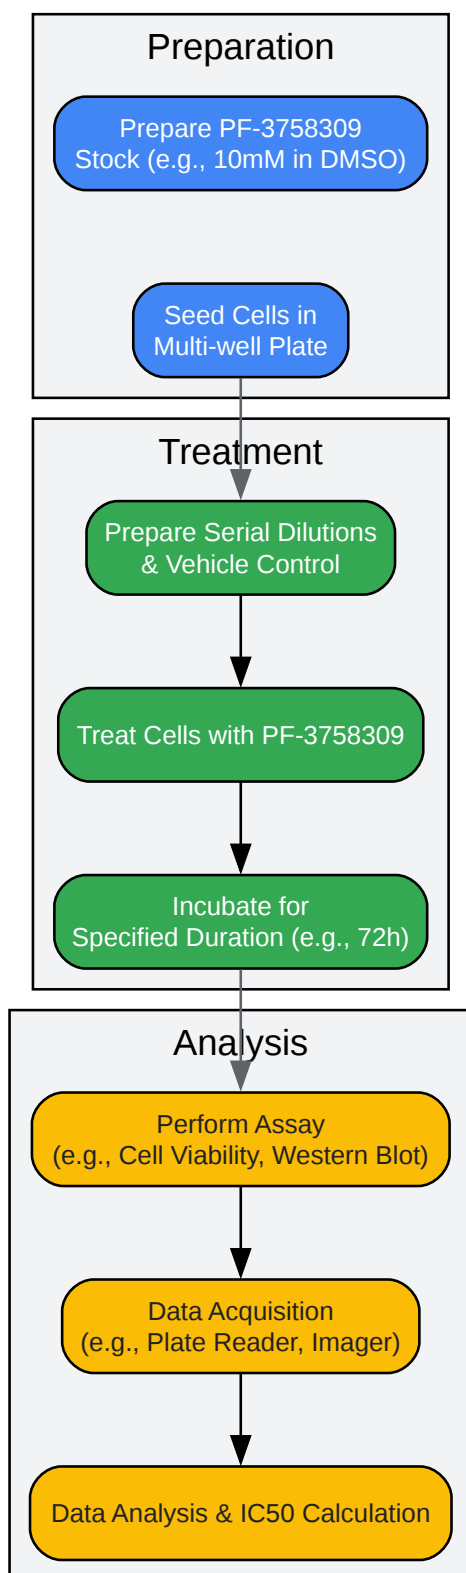 Preparation
Prepare PF-3758309
Stock (e.g., 10mM in DMSO)
Seed Cells in
Multi-well Plate
Treatment
Prepare Serial Dilutions
& Vehicle Control
Treat Cells with PF-3758309
Incubate for
Specified Duration (e.g., 72h)
Analysis
Perform Assay
(e.g., Cell Viability, Western Blot)
Data Acquisition
(e.g., Plate Reader, Imager)
Data Analysis & IC50 Calculation